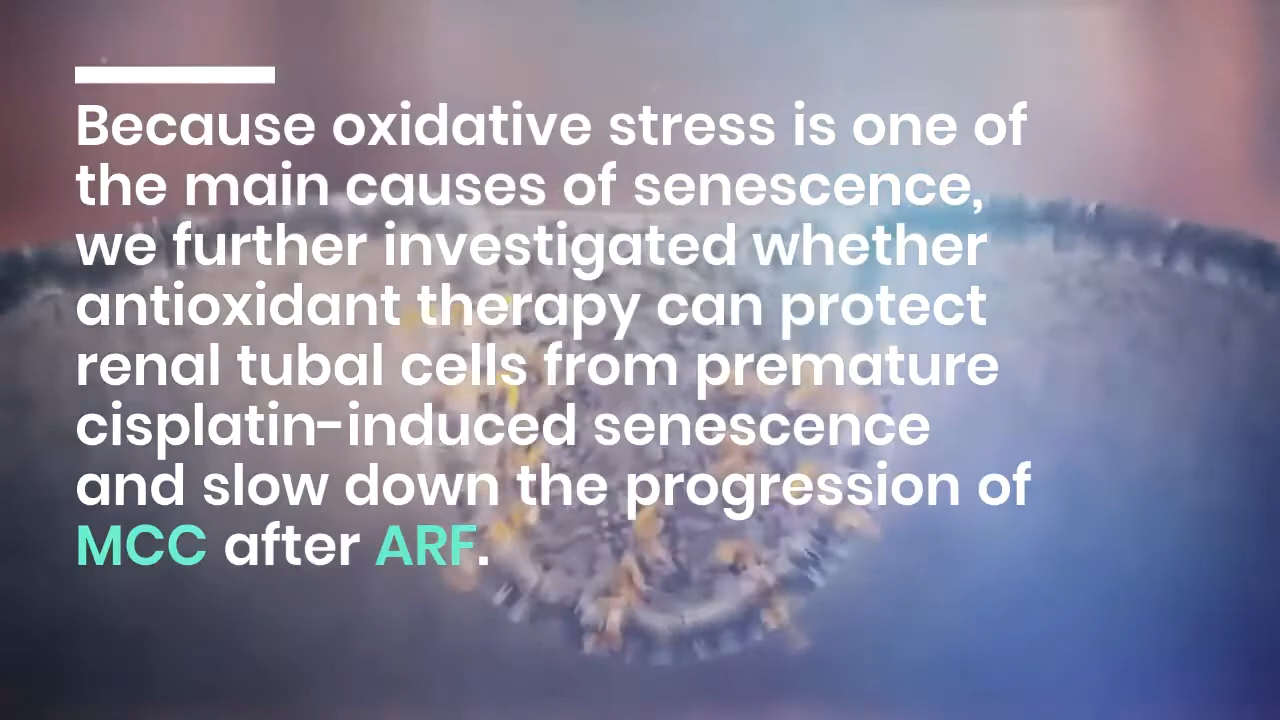 Because oxidative stress is one of
the main causes of senescence,
we further investigated whether
antioxidant therapy can protect
renal tubal cells from premature
cisplatin-induced senescence
and slow down the progression of
MCC after ARF.